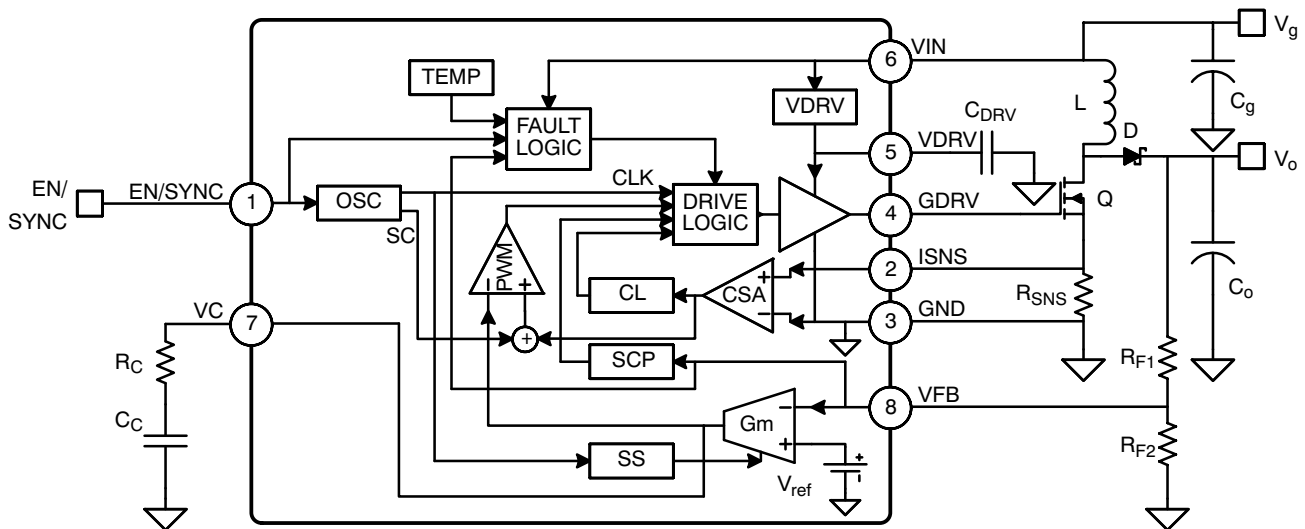 VIN
6
Vg
TEMP
VDRV
CDRV
L
Cg
FAULT
LOGIC
VDRV
5
D
Vo
EN/
SYNC
EN/SYNC
1
OSC
CLK
SC
DRIVE
LOGIC
4
GDRV
Q
PWM
− +
CL
+
CSA
−
2
ISNS
RSNS
Co
VC
7
+
3
GND
RC
SCP
RF1
CC
−
Gm
+
8
VFB
SS
Vref
+
-
RF2